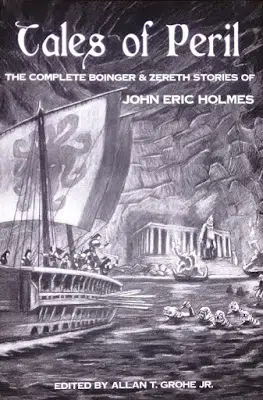 Tales of Peril
THE COMPLETE BOINGER & ZERETH STORIES OF
JOHN ERIC HOLMES
EDITED BY ALLAN T. GROHE JR.